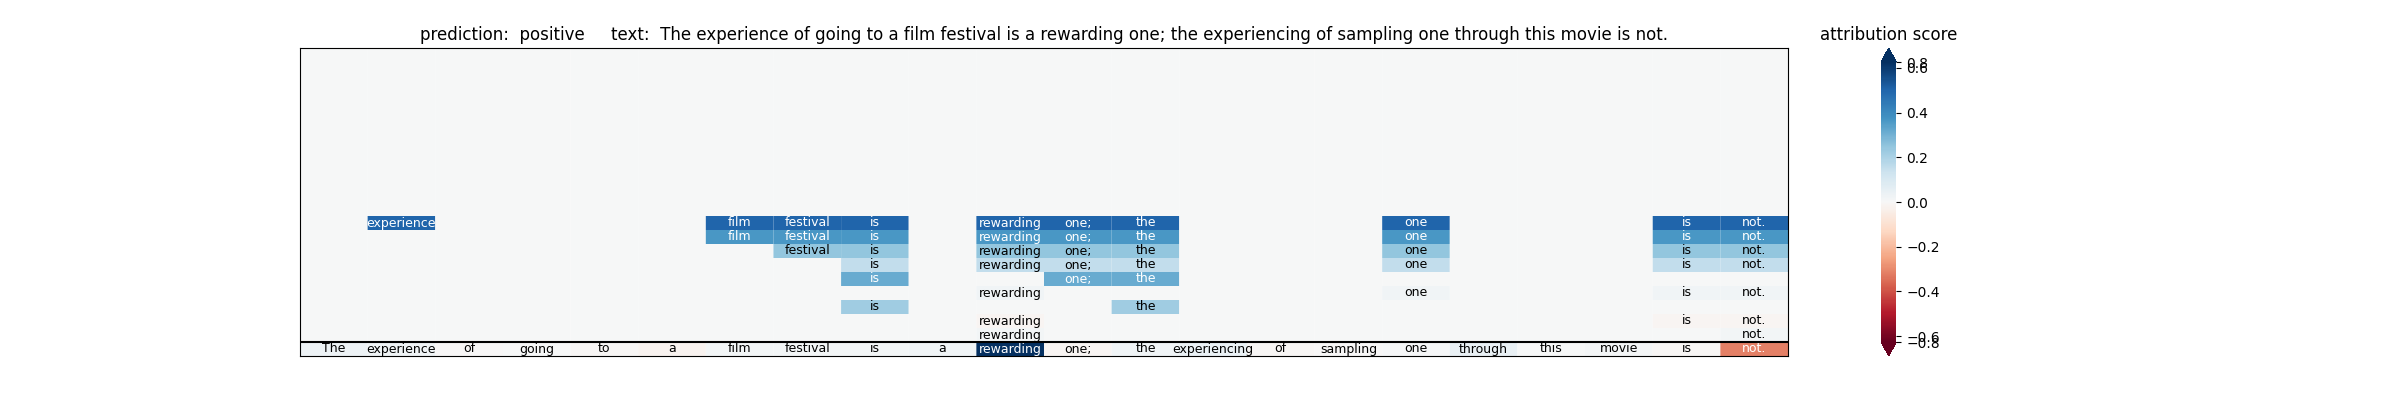 prediction:  positive     text:  The experience of going to a film festival is a rewarding one; the experiencing of sampling one through this movie is not.
attribution score
experience film festival is rewarding one; the one is not.
film festival is rewarding one; the one is not.
festival is rewarding one; the one is not.
is rewarding one; the one is not.
is one; the
rewarding one is not.
is the
rewarding is not.
rewarding not.
The experience of going to a film festival is a rewarding one; the experiencing of sampling one through this movie is not.
0.8
0.6
0.4
0.2
0.0
−0.2
−0.4
−0.6
−0.8